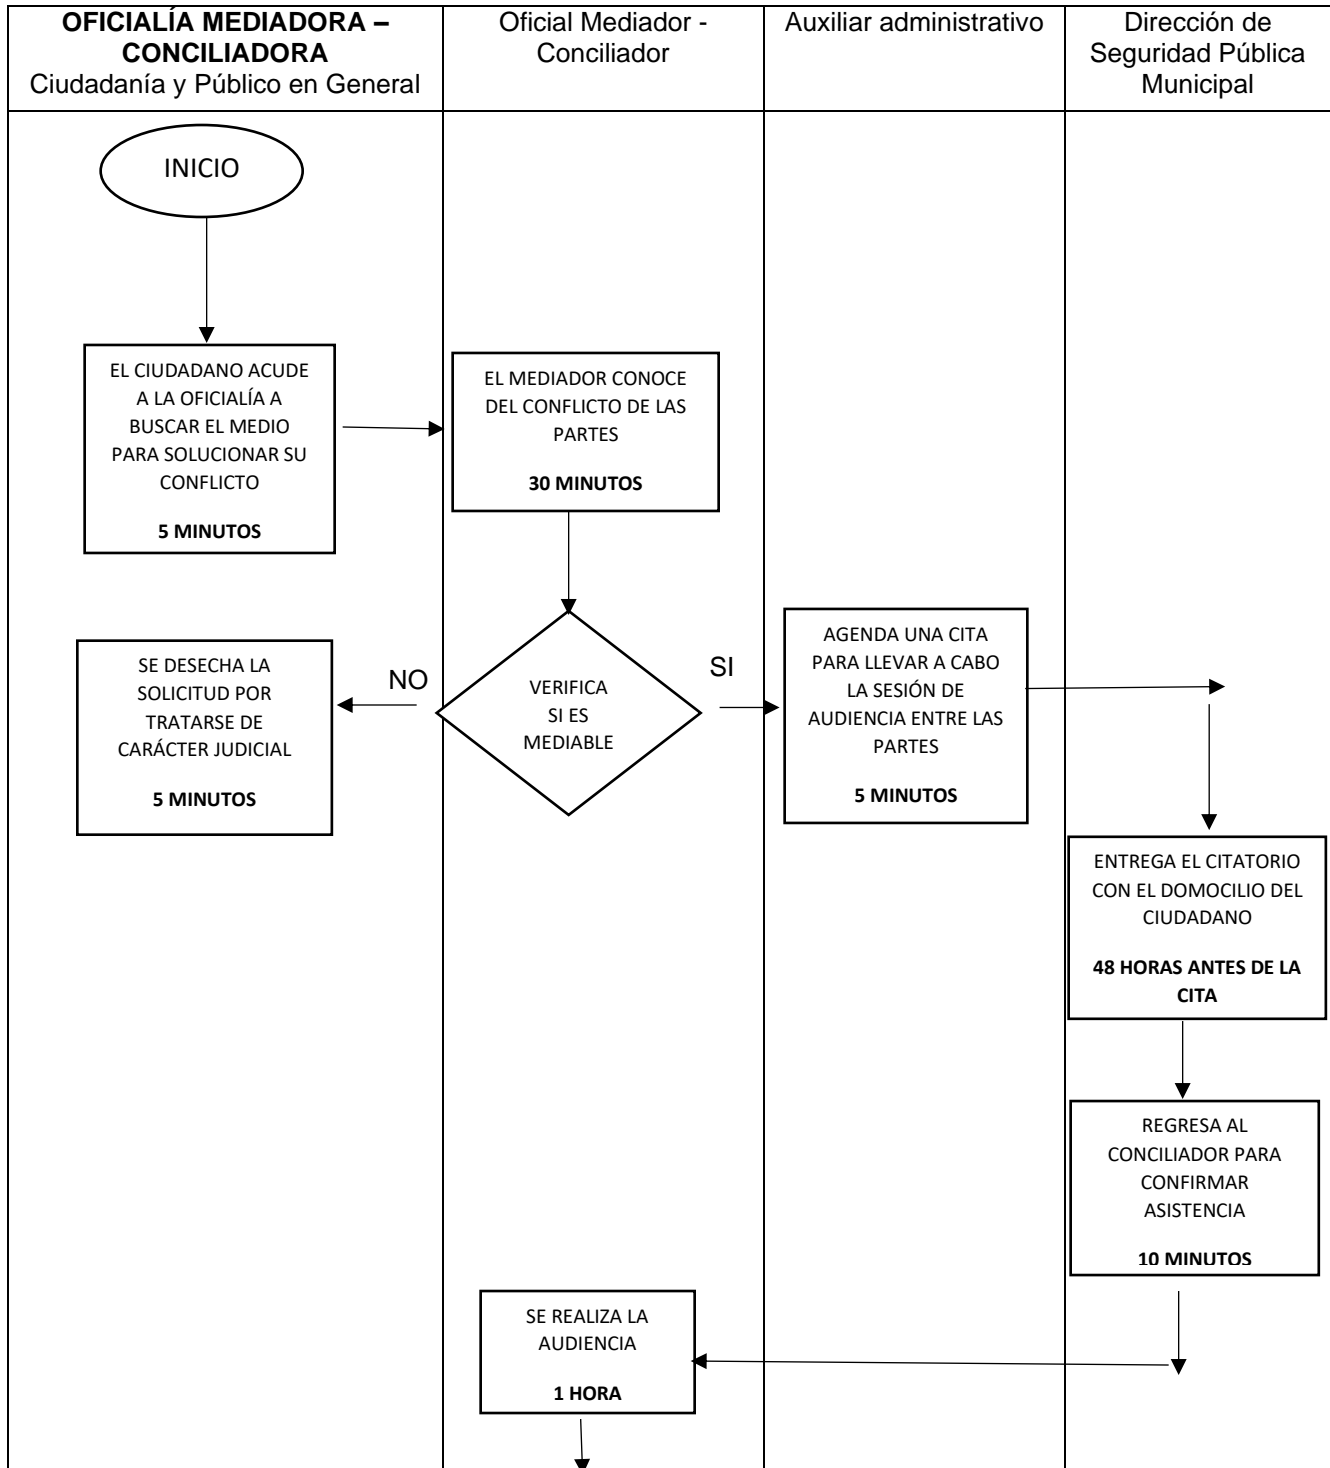 OFICIALÍA MEDIADORA –
CONCILIADORA
Ciudadanía y Público en General
Oficial Mediador -
Conciliador
Auxiliar administrativo
Dirección de
Seguridad Pública
Municipal
INICIO
EL CIUDADANO ACUDE
A LA OFICIALÍA A
BUSCAR EL MEDIO
PARA SOLUCIONAR SU
CONFLICTO
5 MINUTOS
EL MEDIADOR CONOCE
DEL CONFLICTO DE LAS
PARTES
30 MINUTOS
SE DESECHA LA
SOLICITUD POR
TRATARSE DE
CARÁCTER JUDICIAL
5 MINUTOS
NO
VERIFICA
SI ES
MEDIABLE
SI
AGENDA UNA CITA
PARA LLEVAR A CABO
LA SESIÓN DE
AUDIENCIA ENTRE LAS
PARTES
5 MINUTOS
ENTREGA EL CITATORIO
CON EL DOMOCILIO DEL
CIUDADANO
48 HORAS ANTES DE LA
CITA
REGRESA AL
CONCILIADOR PARA
CONFIRMAR
ASISTENCIA
10 MINUTOS
SE REALIZA LA
AUDIENCIA
1 HORA